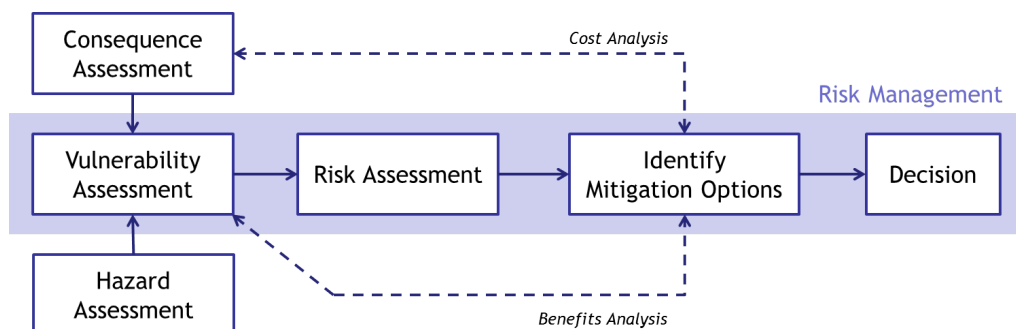 Consequence
Assessment
Cost Analysis
Risk Management
Vulnerability
Assessment
Risk Assessment
Identify
Mitigation Options
Decision
Hazard
Assessment
Benefits Analysis